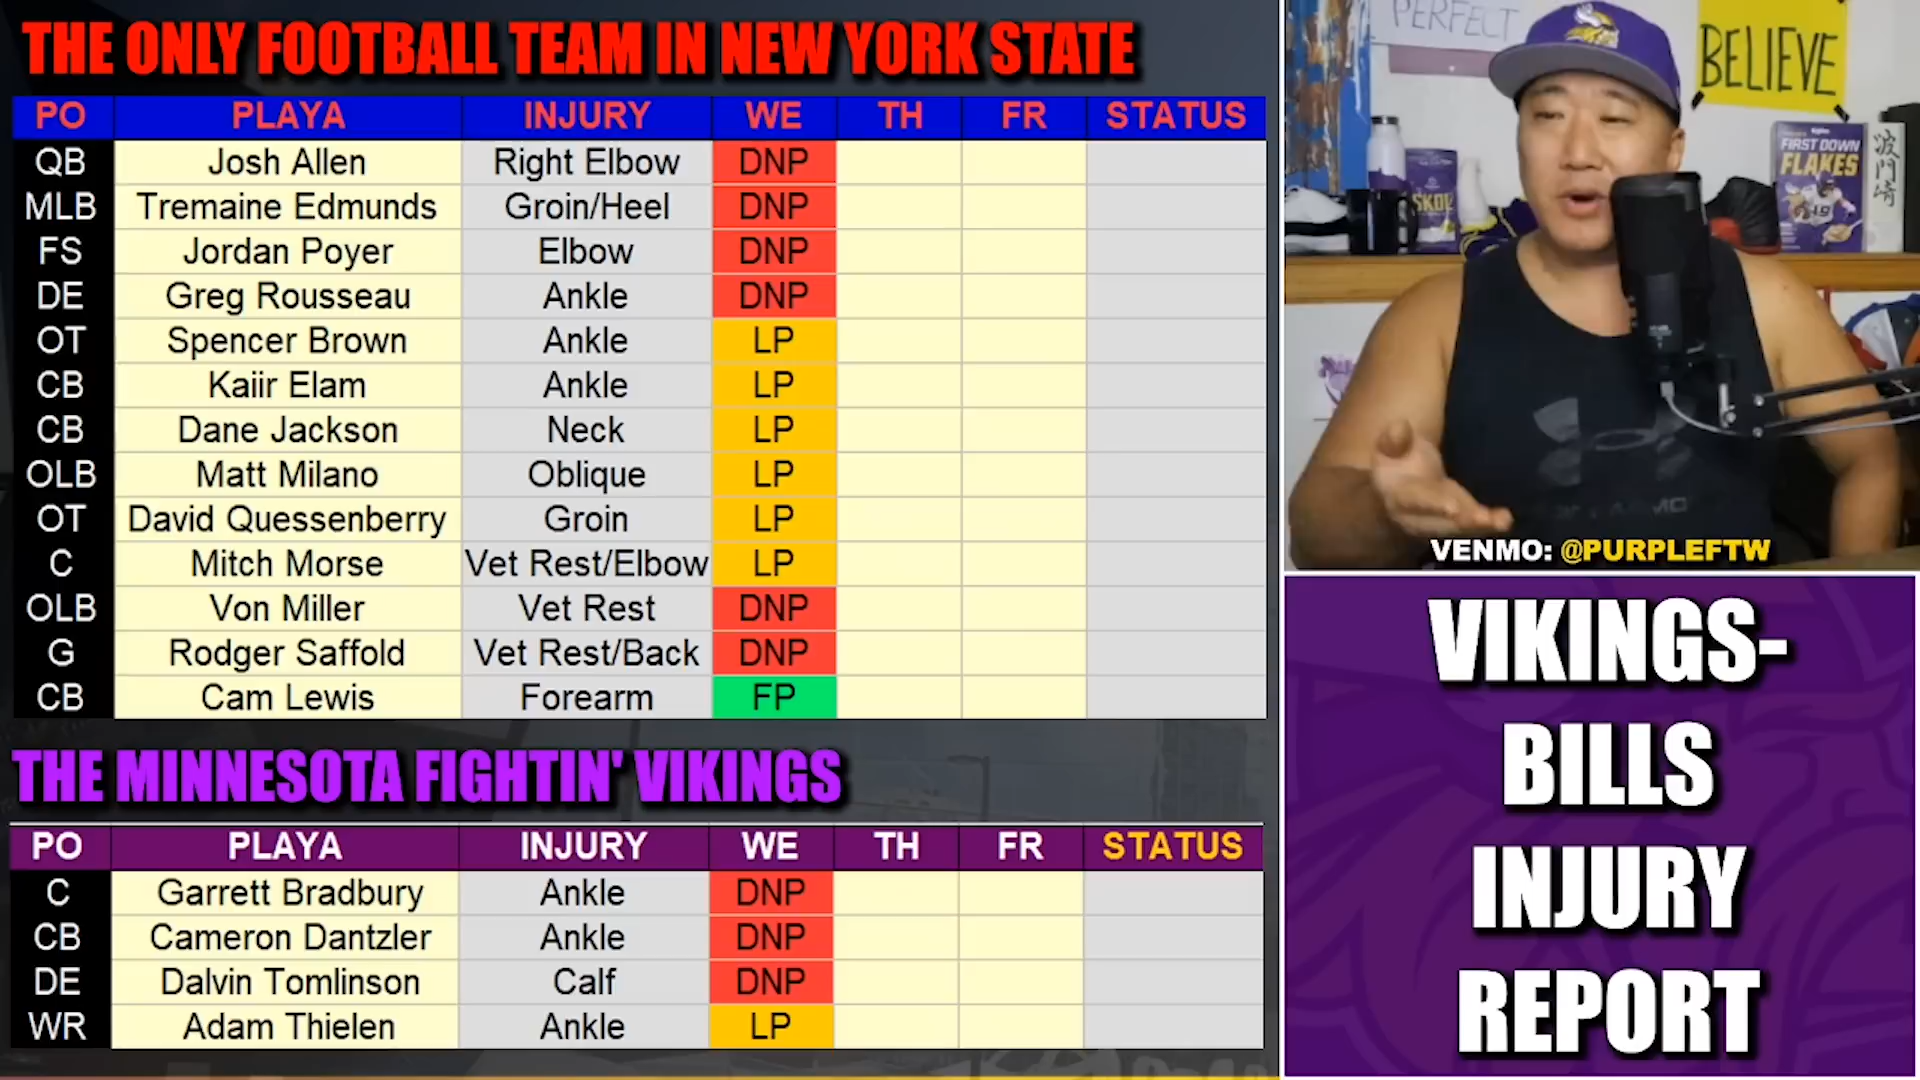 THE ONLY FOOTBALL TEAM IN NEW YORK STATE
PO PLAYA INJURY WE TH FR STATUS
QB Josh Allen Right Elbow DNP
MLB Tremaine Edmunds Groin/Heel DNP
FS Jordan Poyer Elbow DNP
DE Greg Rousseau Ankle DNP
OT Spencer Brown Ankle LP
CB Kaiir Elam Ankle LP
CB Dane Jackson Neck LP
OLB Matt Milano Oblique LP
OT David Quessenberry Groin LP
C Mitch Morse Vet Rest/Elbow LP
OLB Von Miller Vet Rest DNP
G Rodger Saffold Vet Rest/Back DNP
CB Cam Lewis Forearm FP
THE MINNESOTA FIGHTIN' VIKINGS
PO PLAYA INJURY WE TH FR STATUS
C Garrett Bradbury Ankle DNP
CB Cameron Dantzler Ankle DNP
DE Dalvin Tomlinson Calf DNP
WR Adam Thielen Ankle LP
PERFECT
BELIEVE
FIRST DOWN
FLAKES
SKOL
VENMO: @PURPLEFTW
VIKINGS-
BILLS
INJURY
REPORT